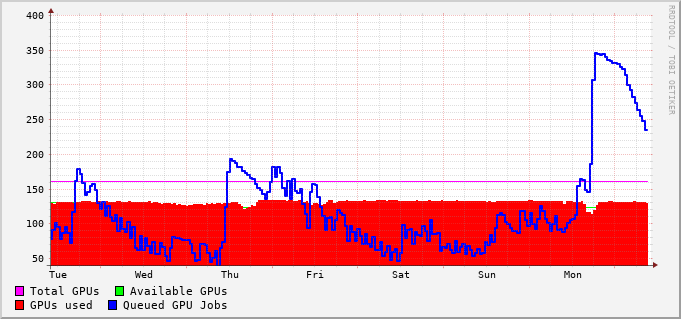 400
350
300
250
200
150
100
50
Tue Wed Thu Fri Sat Sun Mon
Total GPUs Available GPUs
GPUs used Queued GPU Jobs
RRDTOOL / TOBI OETIKER